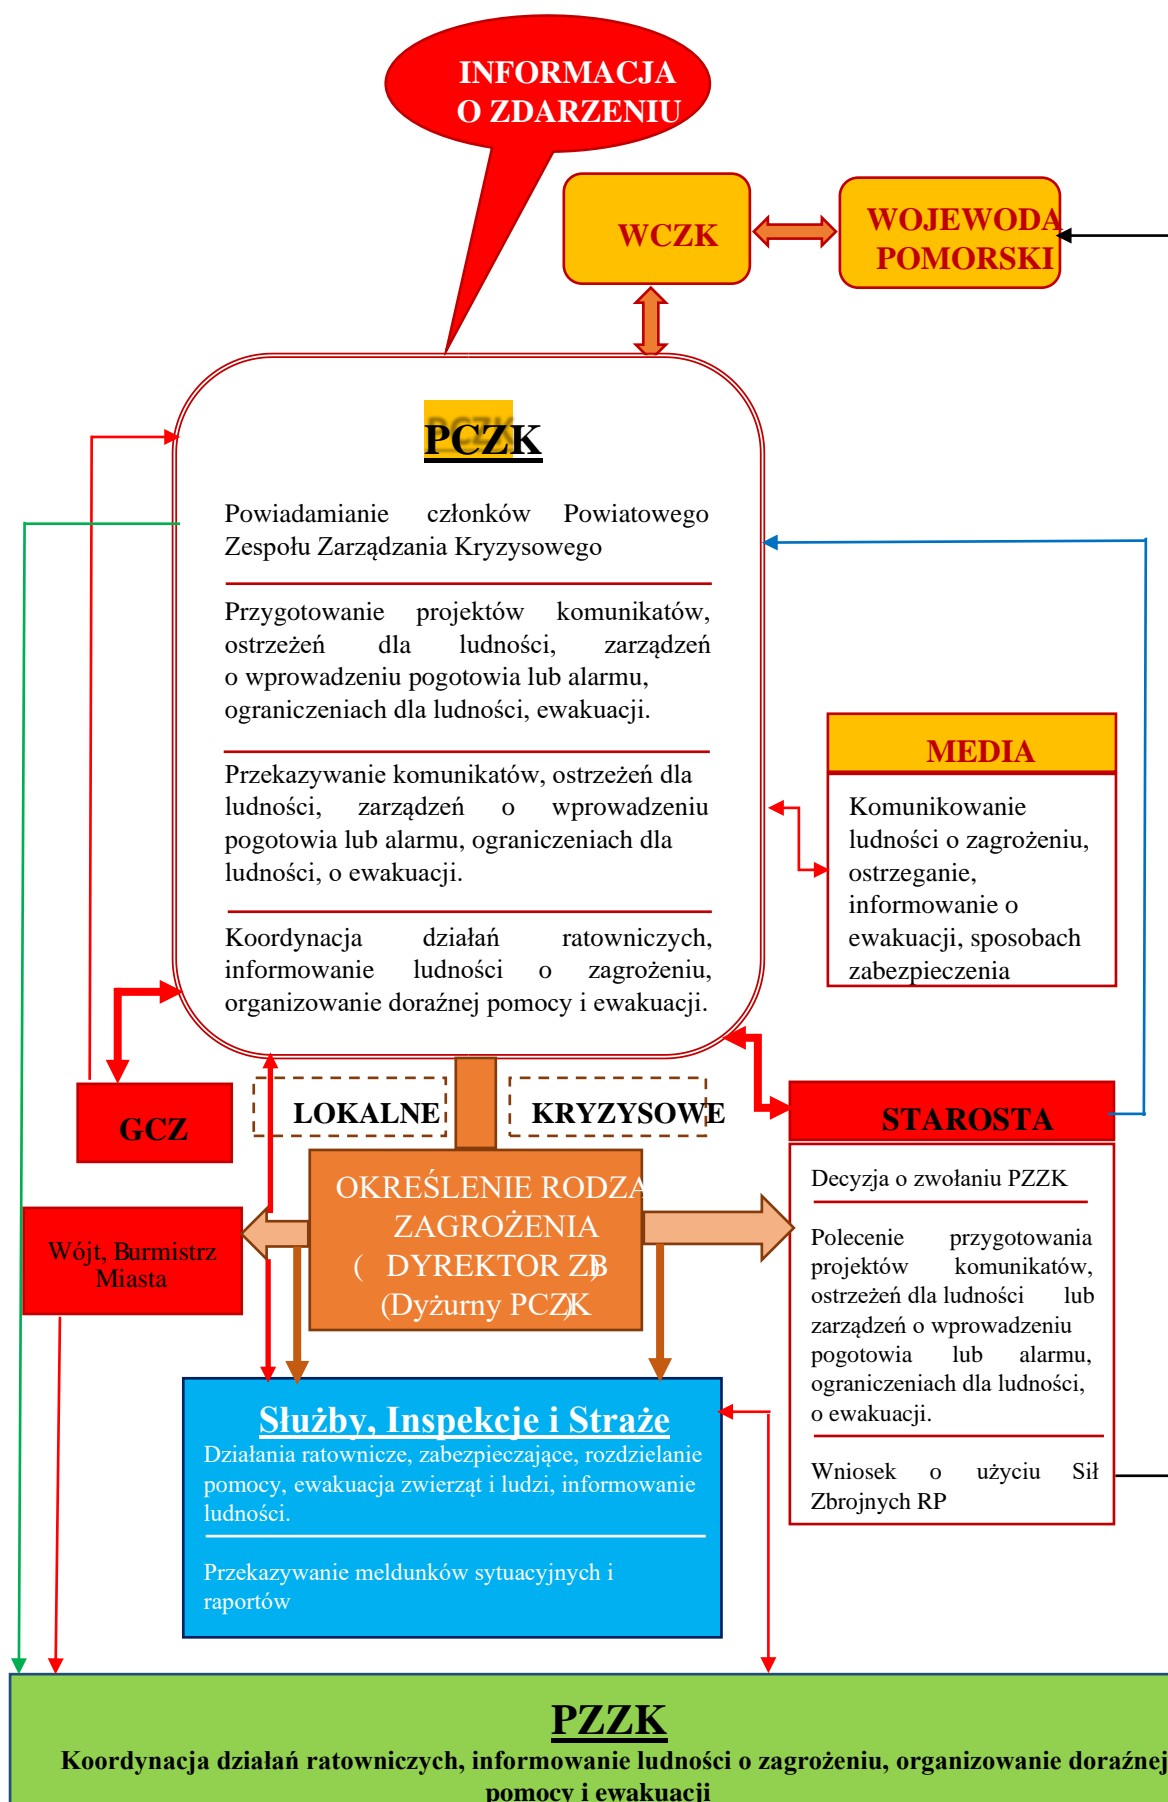 INFORMACJA
O ZDARZENIU
WCZK
WOJEWODA
POMORSKI
PCZK
Powiadamianie członków Powiatowego
Zespołu Zarządzania Kryzysowego
Przygotowanie projektów komunikatów,
ostrzeżeń dla ludności, zarządzeń
o wprowadzeniu pogotowia lub alarmu,
ograniczeniach dla ludności, ewakuacji.
Przekazywanie komunikatów, ostrzeżeń dla
ludności, zarządzeń o wprowadzeniu
pogotowia lub alarmu, ograniczeniach dla
ludności, o ewakuacji.
Koordynacja działań ratowniczych,
informowanie ludności o zagrożeniu,
organizowanie doraźnej pomocy i ewakuacji.
MEDIA
Komunikowanie
ludności o zagrożeniu,
ostrzeganie,
informowanie o
ewakuacji, sposobach
zabezpieczenia
GCZ
LOKALNE
KRYZYSOWE
STAROSTA
Decyzja o zwołaniu PZZK
Polecenie przygotowania
projektów komunikatów,
ostrzeżeń dla ludności lub
zarządzeń o wprowadzeniu
pogotowia lub alarmu,
ograniczeniach dla ludności,
o ewakuacji.
Wniosek o użyciu Sił
Zbrojnych RP
OKREŚLENIE RODZA
ZAGROŻENIA
( DYREKTOR ZB)
(Dyżurny PCZK)
Wójt, Burmistrz
Miasta
Służby, Inspekcje i Straże
Działania ratownicze, zabezpieczające, rozdzielanie
pomocy, ewakuacja zwierząt i ludzi, informowanie
ludności.
Przekazywanie meldunków sytuacyjnych i
raportów
PZZK
Koordynacja działań ratowniczych, informowanie ludności o zagrożeniu, organizowanie doraźnej
pomocy i ewakuacji